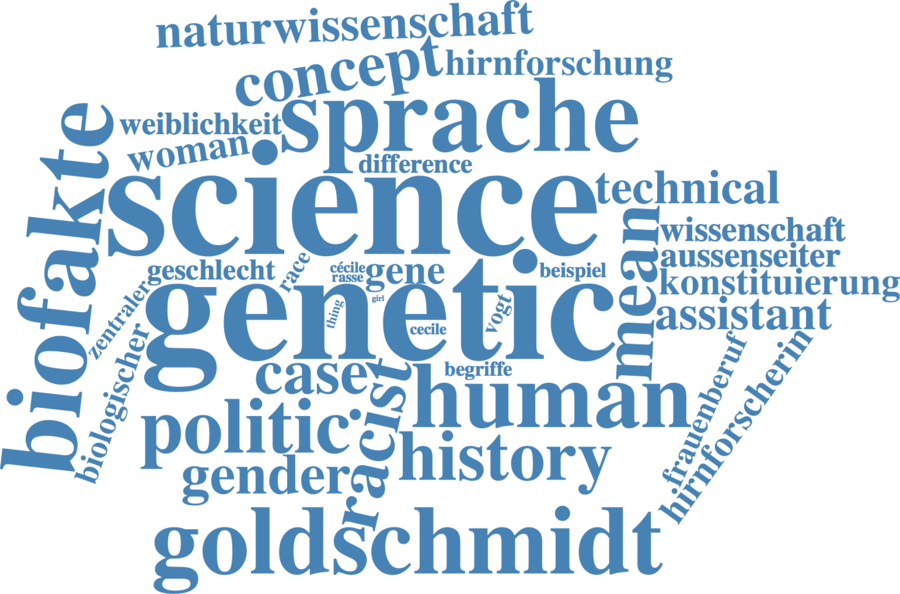 naturwissenschaft
concept
hirnforschung
sprache
weiblichkeit
woman
difference
biofakte
science
technical
mean
wissenschaft
aussenseiter
geschlecht
race
cécile
rasse
gene
beispiel
konstituierung
zentraler
genetic
thing
girl
cecile
vogt
assistant
biologischer
case
begriffe
racist
human
frauenberuf
hirnforscherin
politic
history
gender
goldschmidt